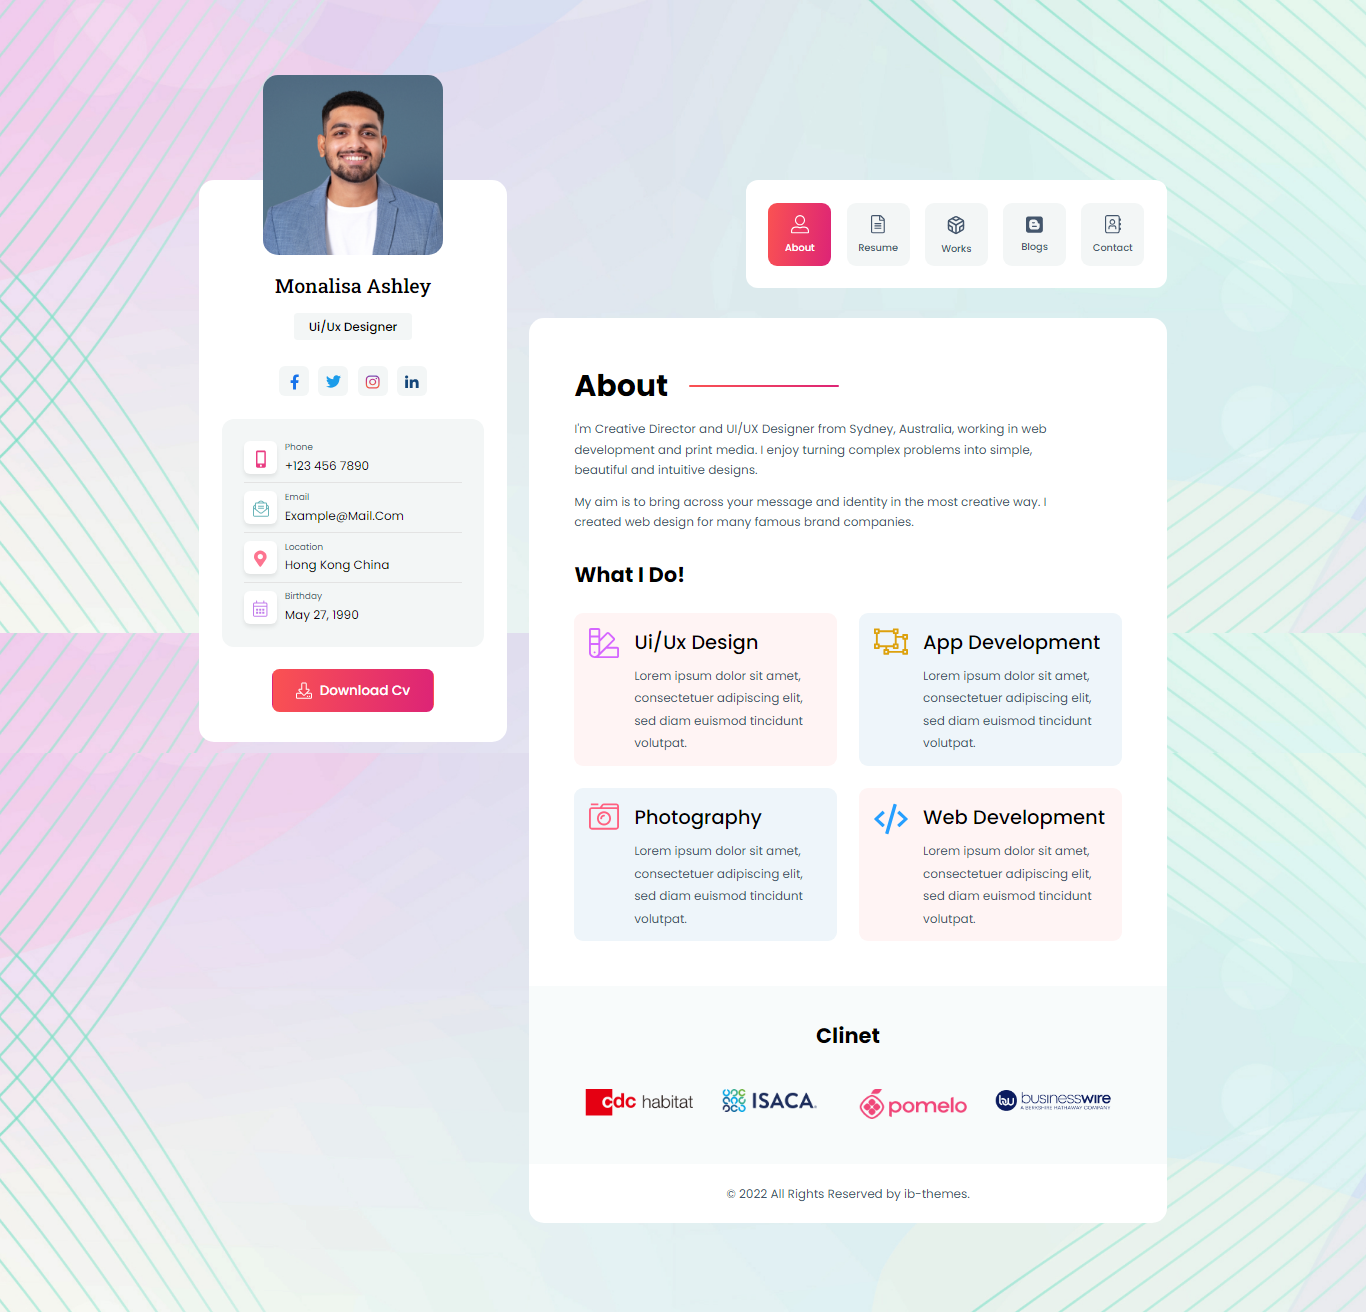 Monalisa Ashley
Ui/Ux Designer
Phone
+123 456 7890
Email
Example@Mail.Com
Location
Hong Kong China
Birthday
May 27, 1990
Download Cv
About
Resume
Works
Blogs
Contact
About
I'm Creative Director and UI/UX Designer from Sydney, Australia, working in web
development and print media. I enjoy turning complex problems into simple,
beautiful and intuitive designs.
My aim is to bring across your message and identity in the most creative way. I
created web design for many famous brand companies.
What I Do!
Ui/Ux Design
Lorem ipsum dolor sit amet,
consectetuer adipiscing elit,
sed diam euismod tincidunt
volutpat.
App Development
Lorem ipsum dolor sit amet,
consectetuer adipiscing elit,
sed diam euismod tincidunt
volutpat.
Photography
Lorem ipsum dolor sit amet,
consectetuer adipiscing elit,
sed diam euismod tincidunt
volutpat.
Web Development
Lorem ipsum dolor sit amet,
consectetuer adipiscing elit,
sed diam euismod tincidunt
volutpat.
Clinet
cdc habitat
ISACA.
pomelo
bw businesswire
A BERKSHIRE HATHAWAY COMPANY
© 2022 All Rights Reserved by ib-themes.